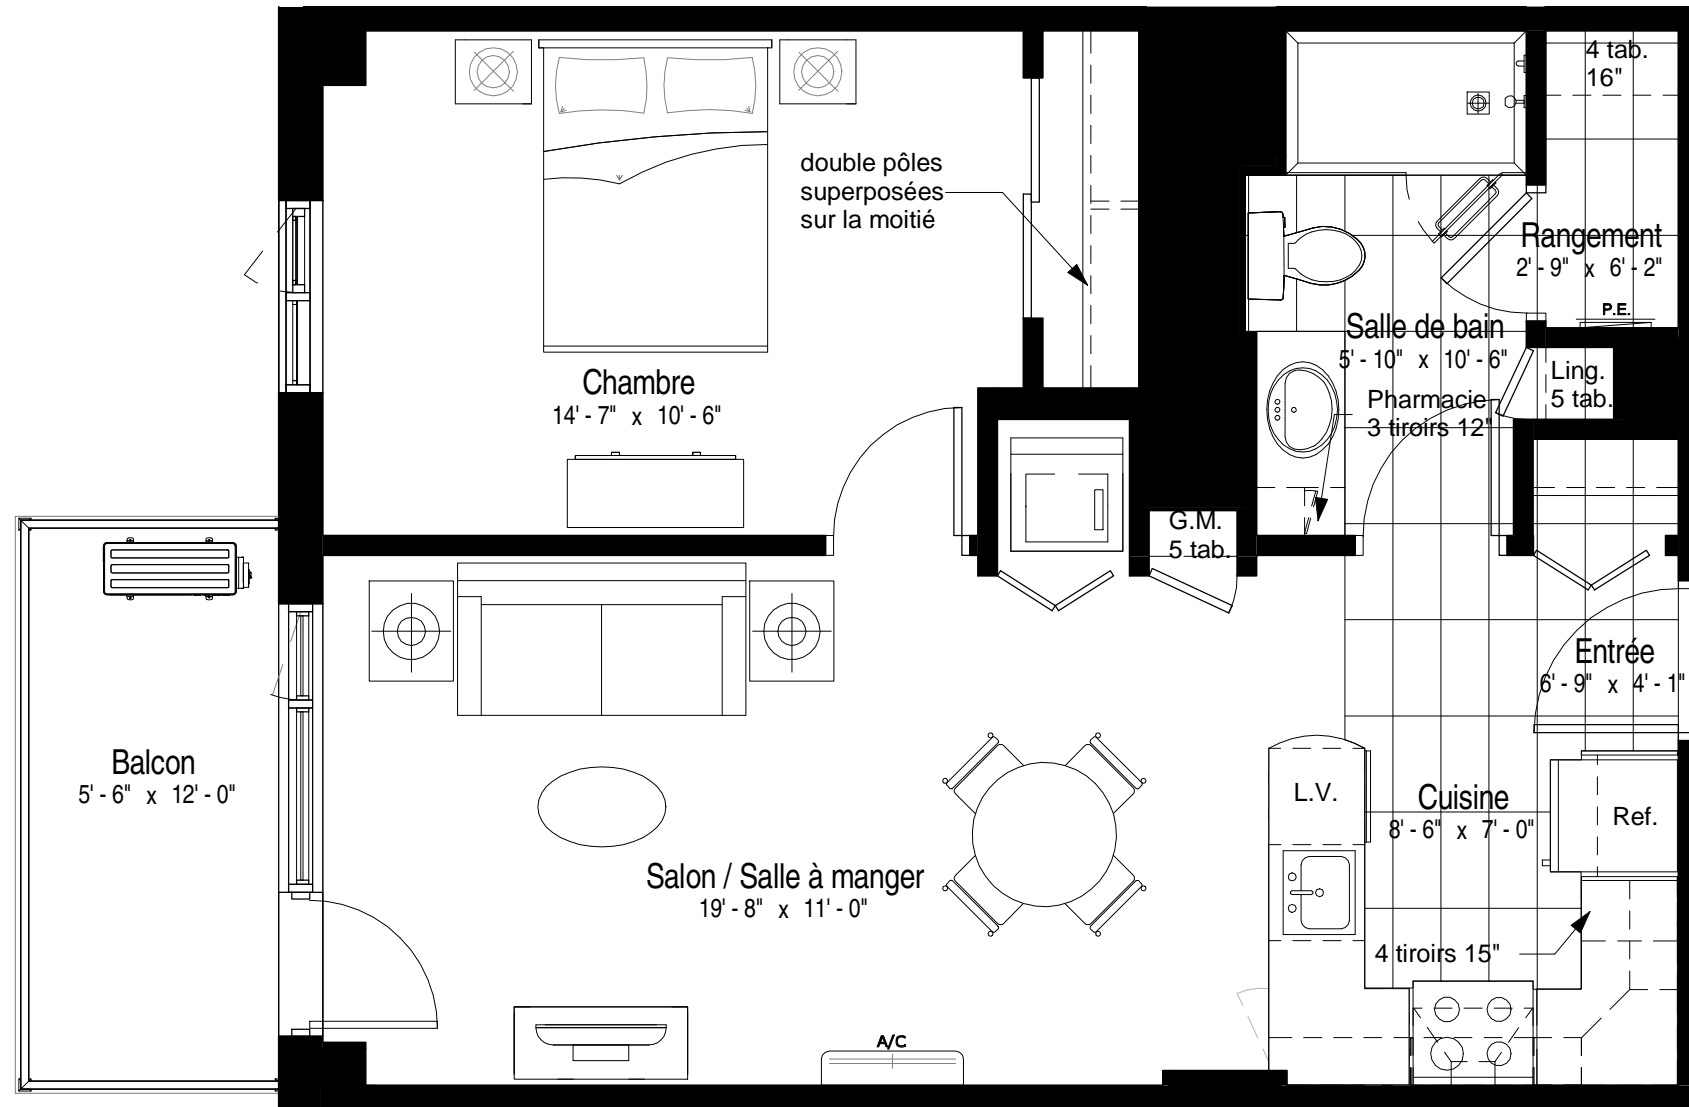 4 tab.
16"
double pôles
superposées
sur la moitié
Rangement
2' - 9" x 6' - 2"
P.E.
Salle de bain
5' - 10" x 10' - 6"
Ling.
5 tab.
Pharmacie
3 tiroirs 12"
Chambre
14' - 7" x 10' - 6"
G.M.
5 tab.
Entrée
6' - 9" x 4' - 1"
Balcon
5' - 6" x 12' - 0"
L.V.
Cuisine
8' - 6" x 7' - 0"
Ref.
Salon / Salle à manger
19' - 8" x 11' - 0"
4 tiroirs 15"
A/C